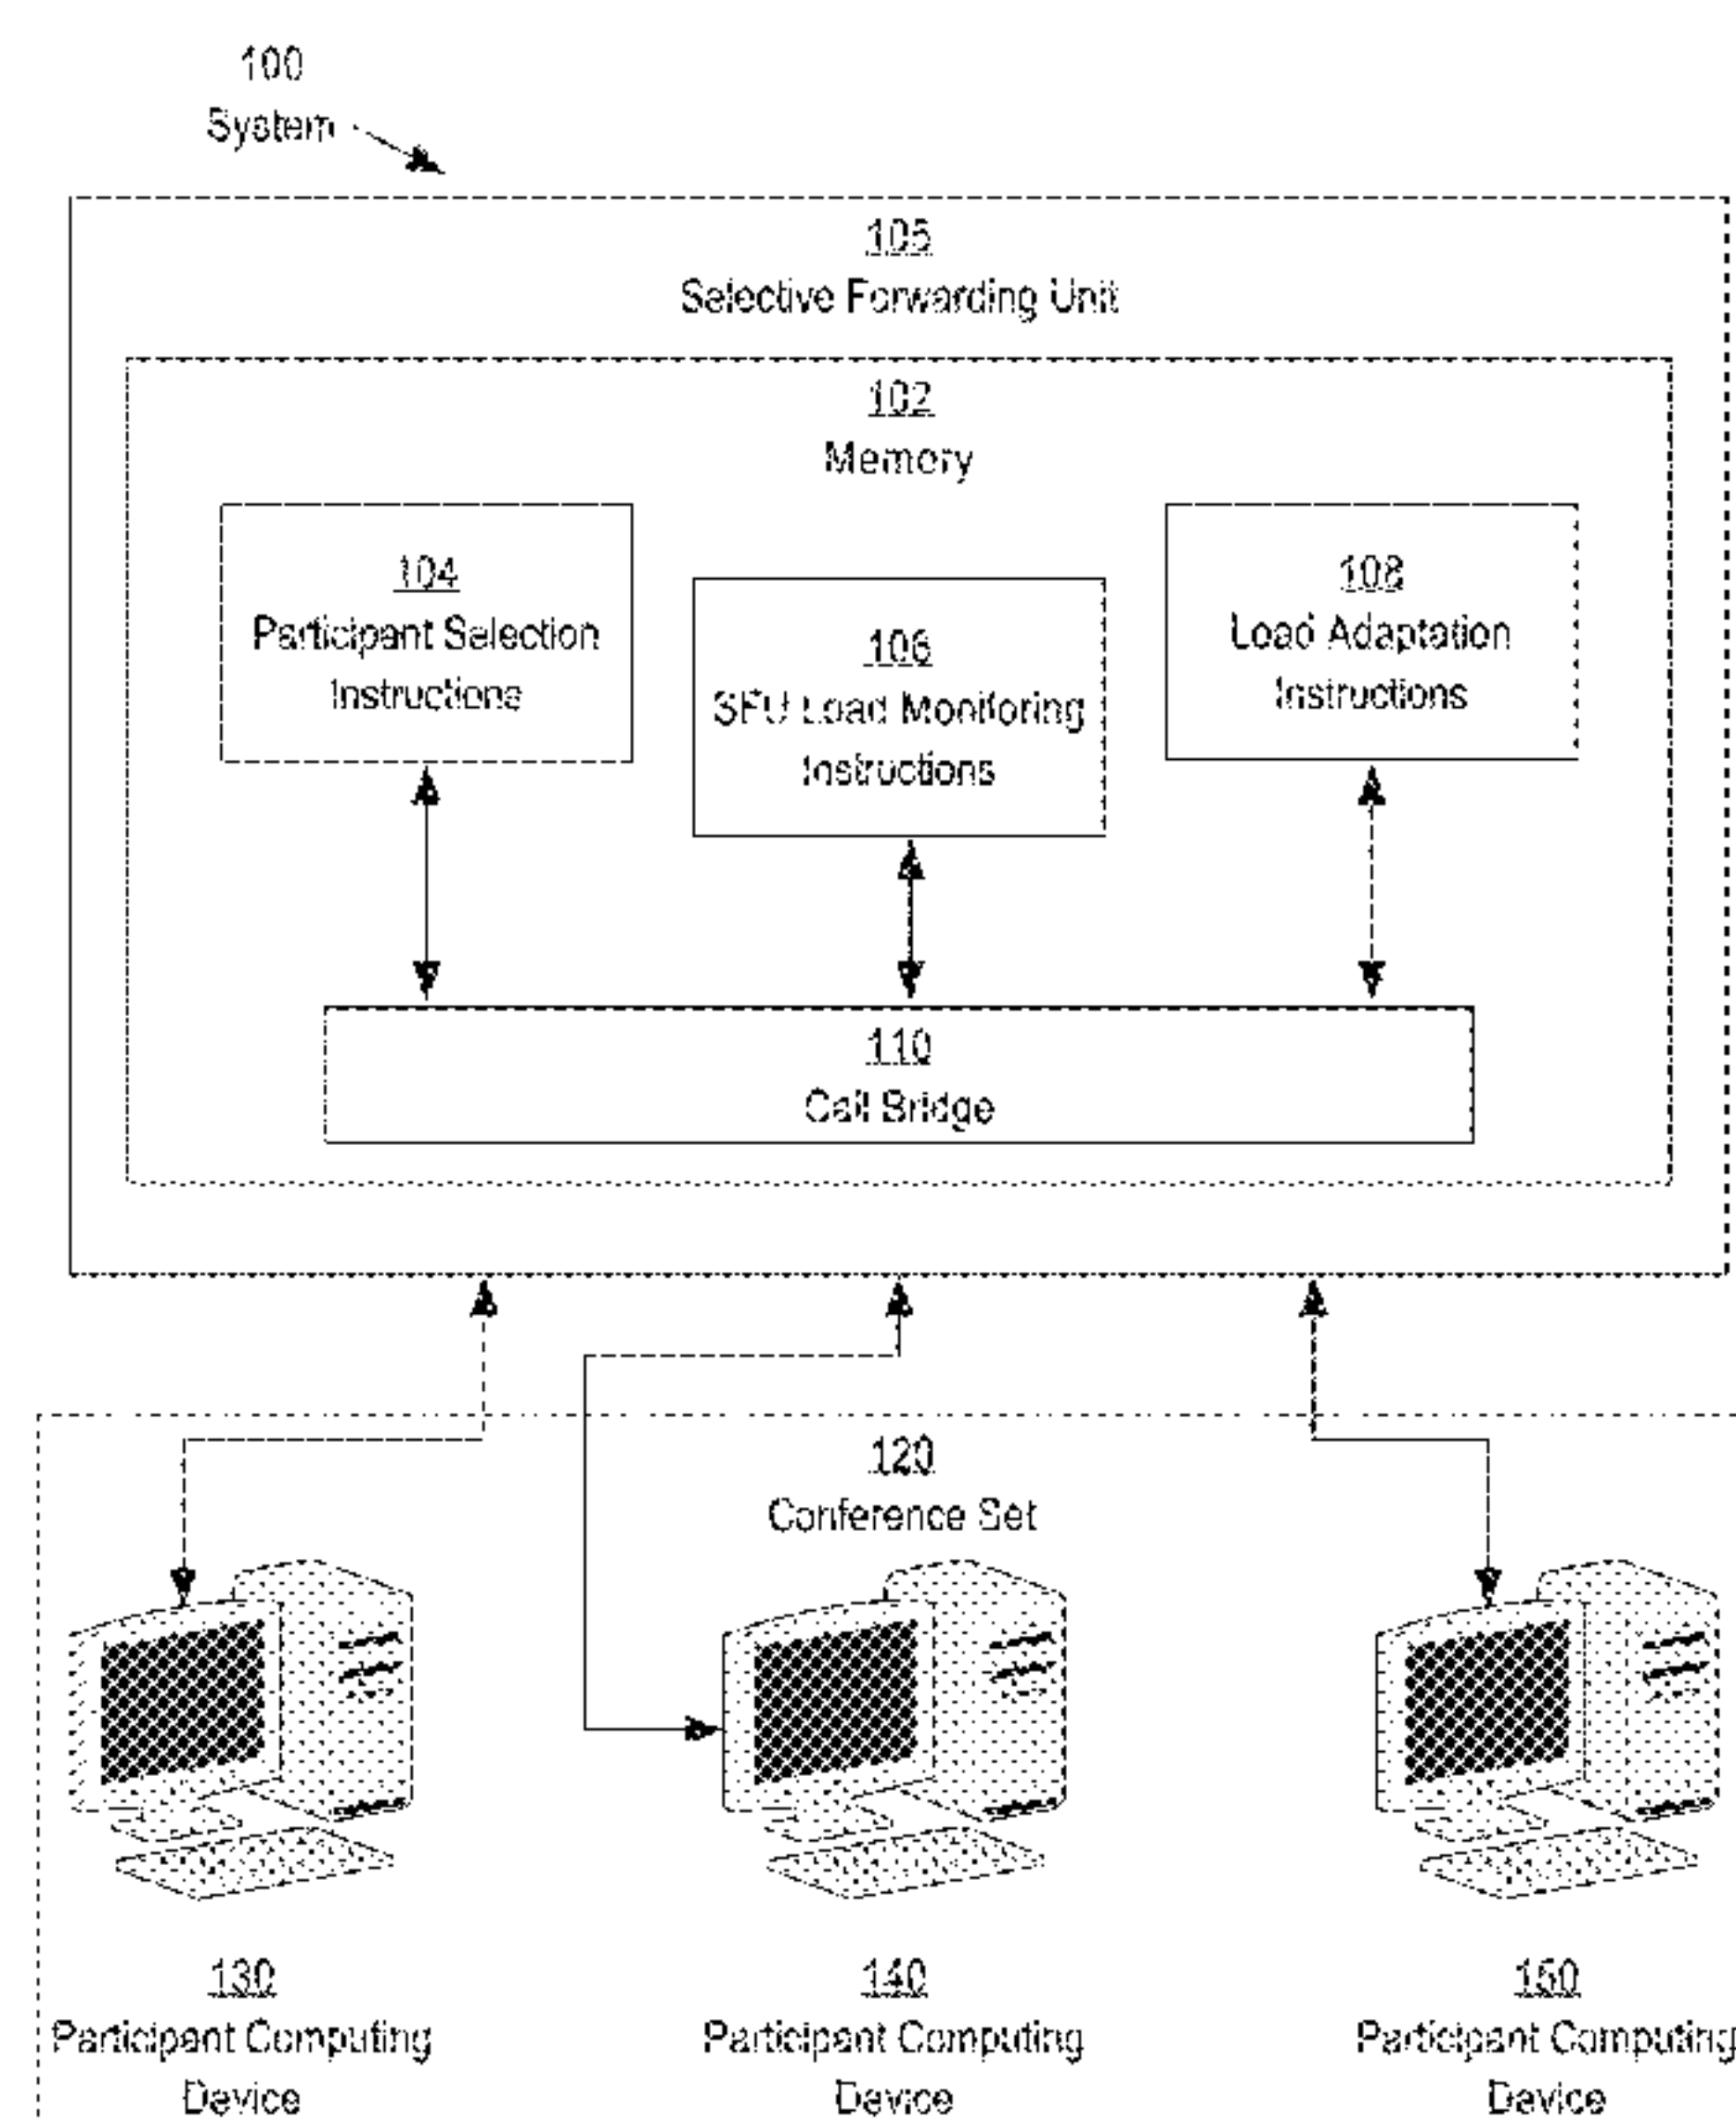 100
System
105
Selective Forwarding Unit
102
Memory
104
Participant Selection
Instructions
106
SFU Load Monitoring
Instructions
108
Load Adaptation
Instructions
110
Call Bridge
120
Conference Set
130
Participant Computing
Device
140
Participant Computing
Device
150
Participant Computing
Device